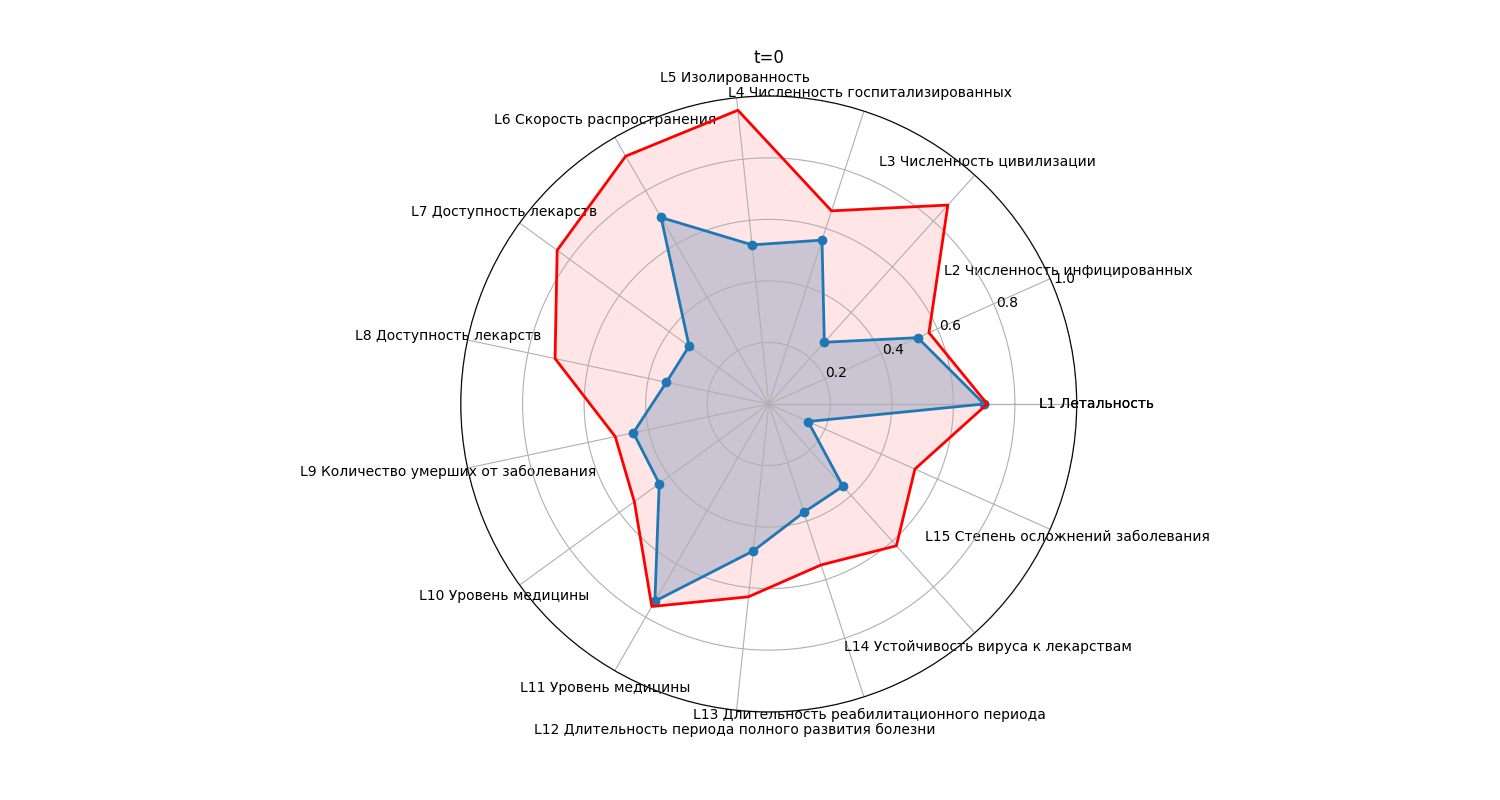 t=0
L5 Изолированность
L4 Численность госпитализированных
L6 Скорость распространения
L3 Численность цивилизации
L7 Доступность лекарств
L2 Численность инфицированных
1.0
0.8
0.6
L8 Доступность лекарств
0.4
0.2
L1 Летальность
L9 Количество умерших от заболевания
L15 Степень осложнений заболевания
L10 Уровень медицины
L14 Устойчивость вируса к лекарствам
L11 Уровень медицины
L13 Длительность реабилитационного периода
L12 Длительность периода полного развития болезни